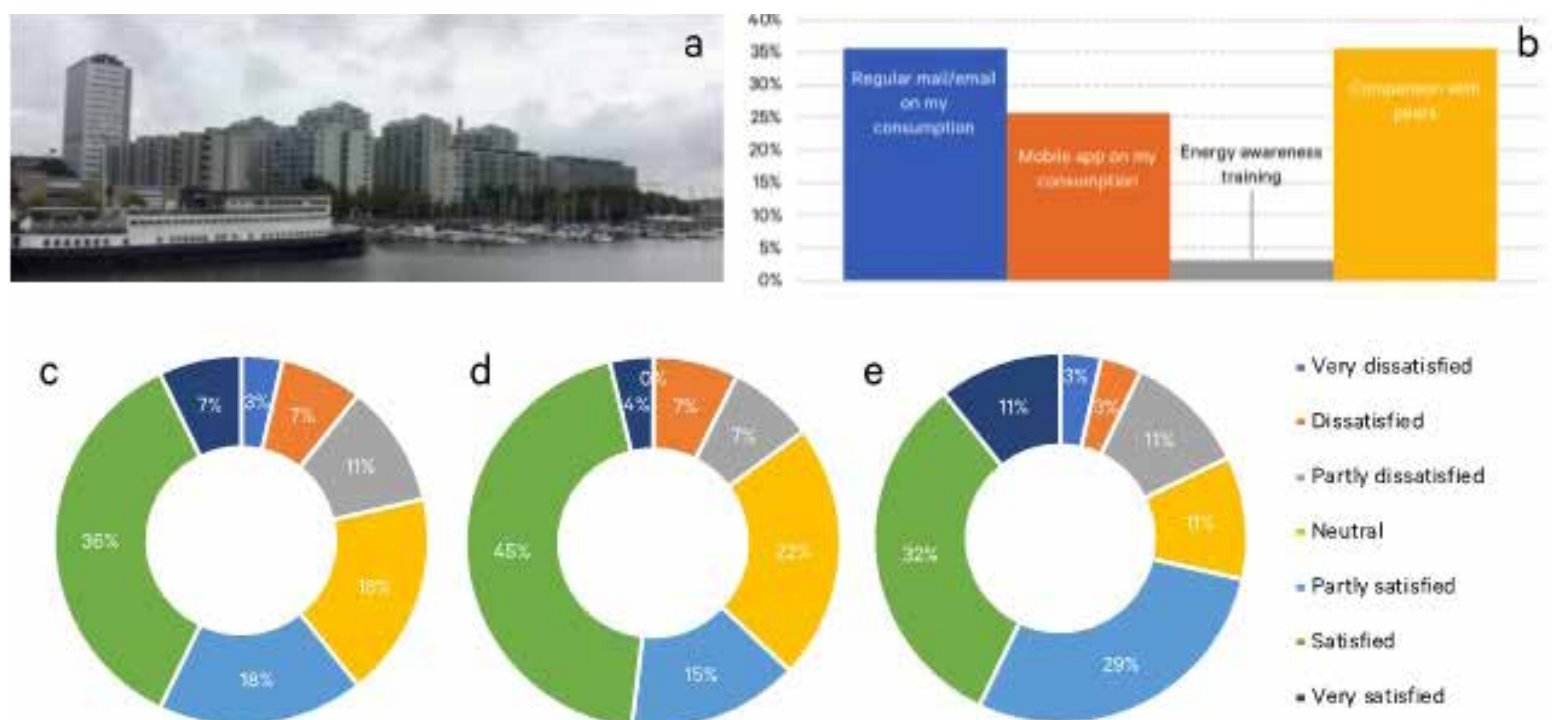 a
b
40%
35%
30%
25%
20%
15%
10%
5%
0%
Regular mail/email
on my
consumption
Mobile app on my
consumption
Energy awareness
training
Comparison with
peers
c
7%
3%
7%
11%
18%
18%
36%
d
0%
4%
7%
7%
22%
15%
45%
e
11%
3%
3%
11%
11%
29%
32%
Very dissatisfied
Dissatisfied
Partly dissatisfied
Neutral
Partly satisfied
Satisfied
Very satisfied